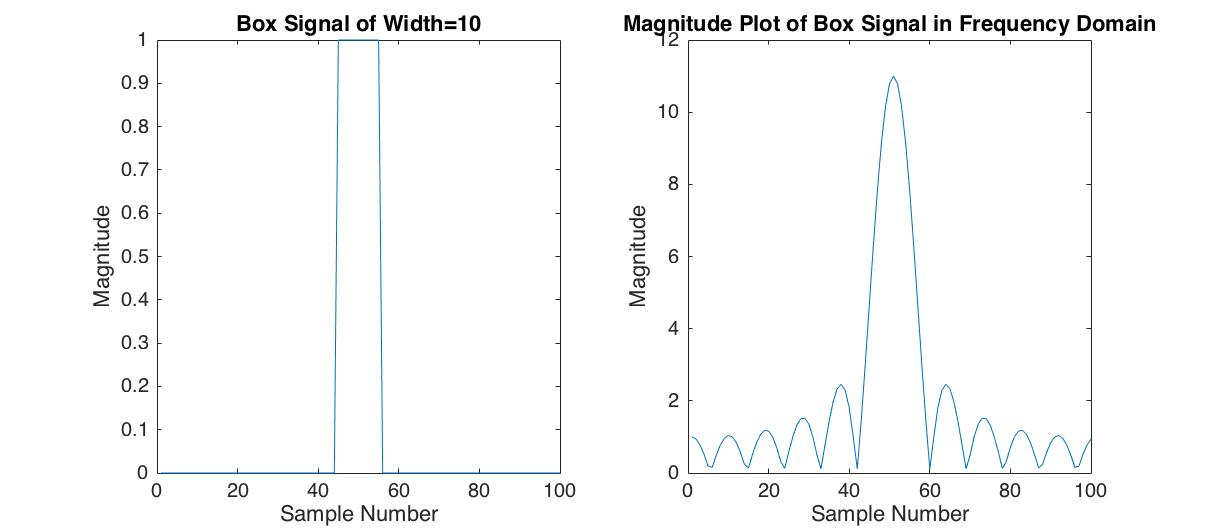 Box Signal of Width=10
Magnitude
1
0.9
0.8
0.7
0.6
0.5
0.4
0.3
0.2
0.1
0
0 20 40 60 80 100
Sample Number
Magnitude Plot of Box Signal in Frequency Domain
Magnitude
12
10
8
6
4
2
0
0 20 40 60 80 100
Sample Number